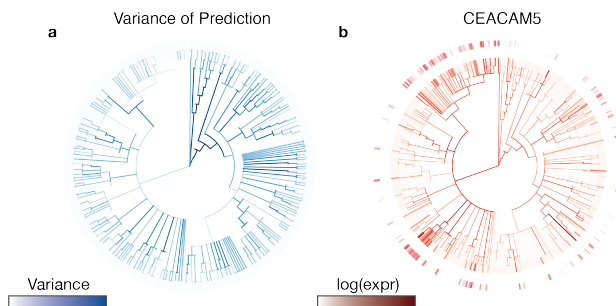 Variance of Prediction
CEACAM5
a
b
Variance
log(expr)